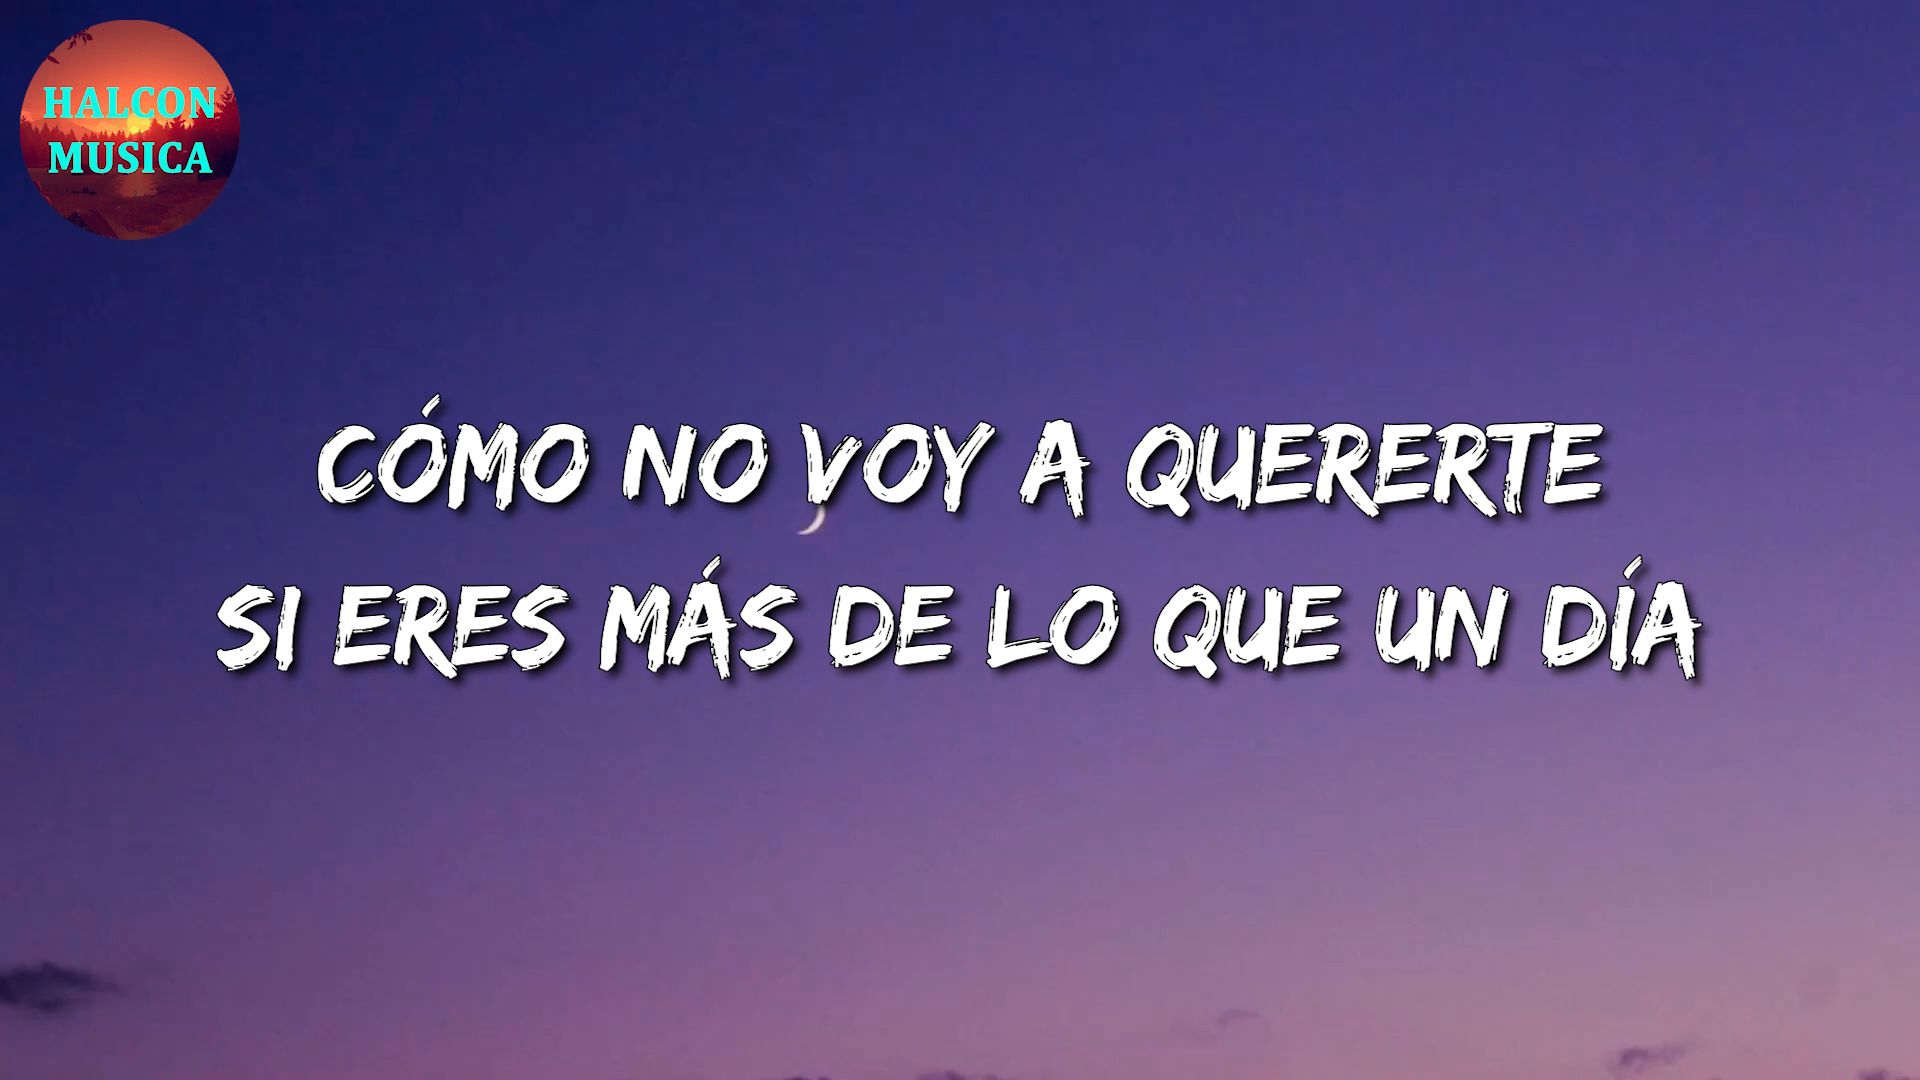 HALCON
MUSICA
CÓMO NO VOY A QUERERTE
SI ERES MÁS DE LO QUE UN DÍA